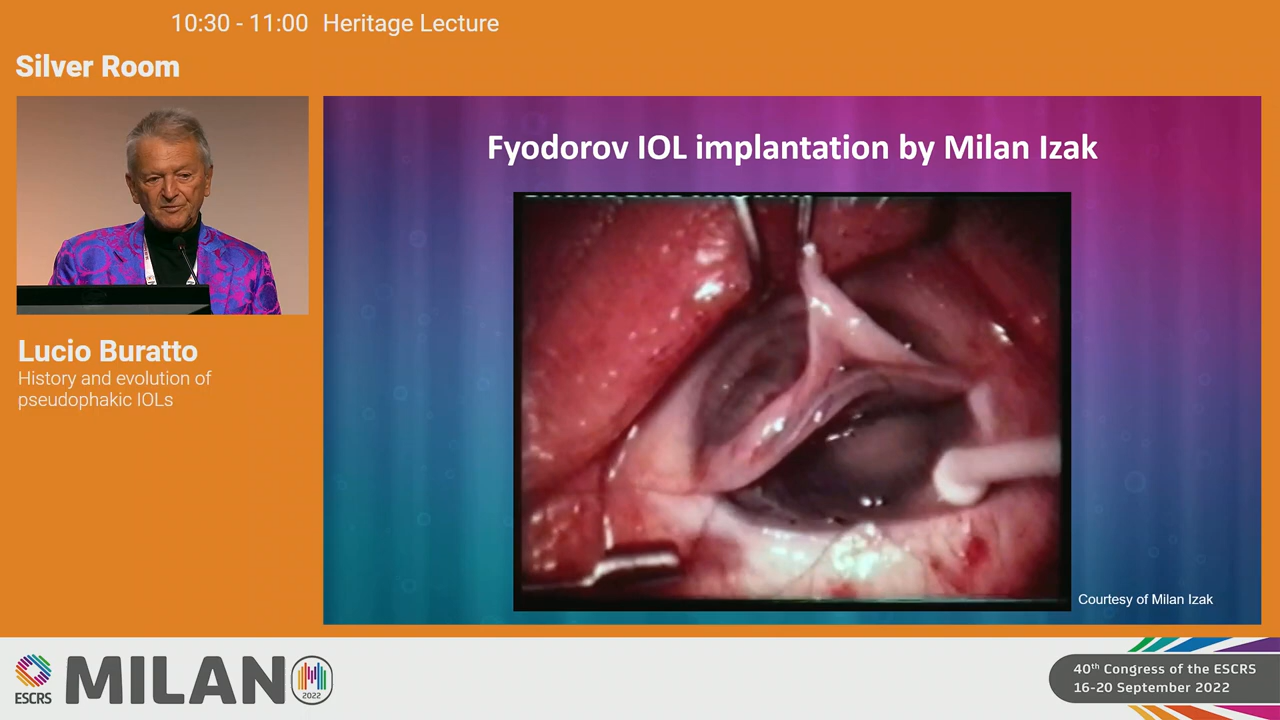 10:30 - 11:00 Heritage Lecture
Silver Room
Fyodorov IOL implantation by Milan Izak
Lucio Buratto
History and evolution of
pseudophakic IOLs
Courtesy of Milan Izak
ESCRS
MILANO
2022
40th Congress of the ESCRS
16-20 September 2022